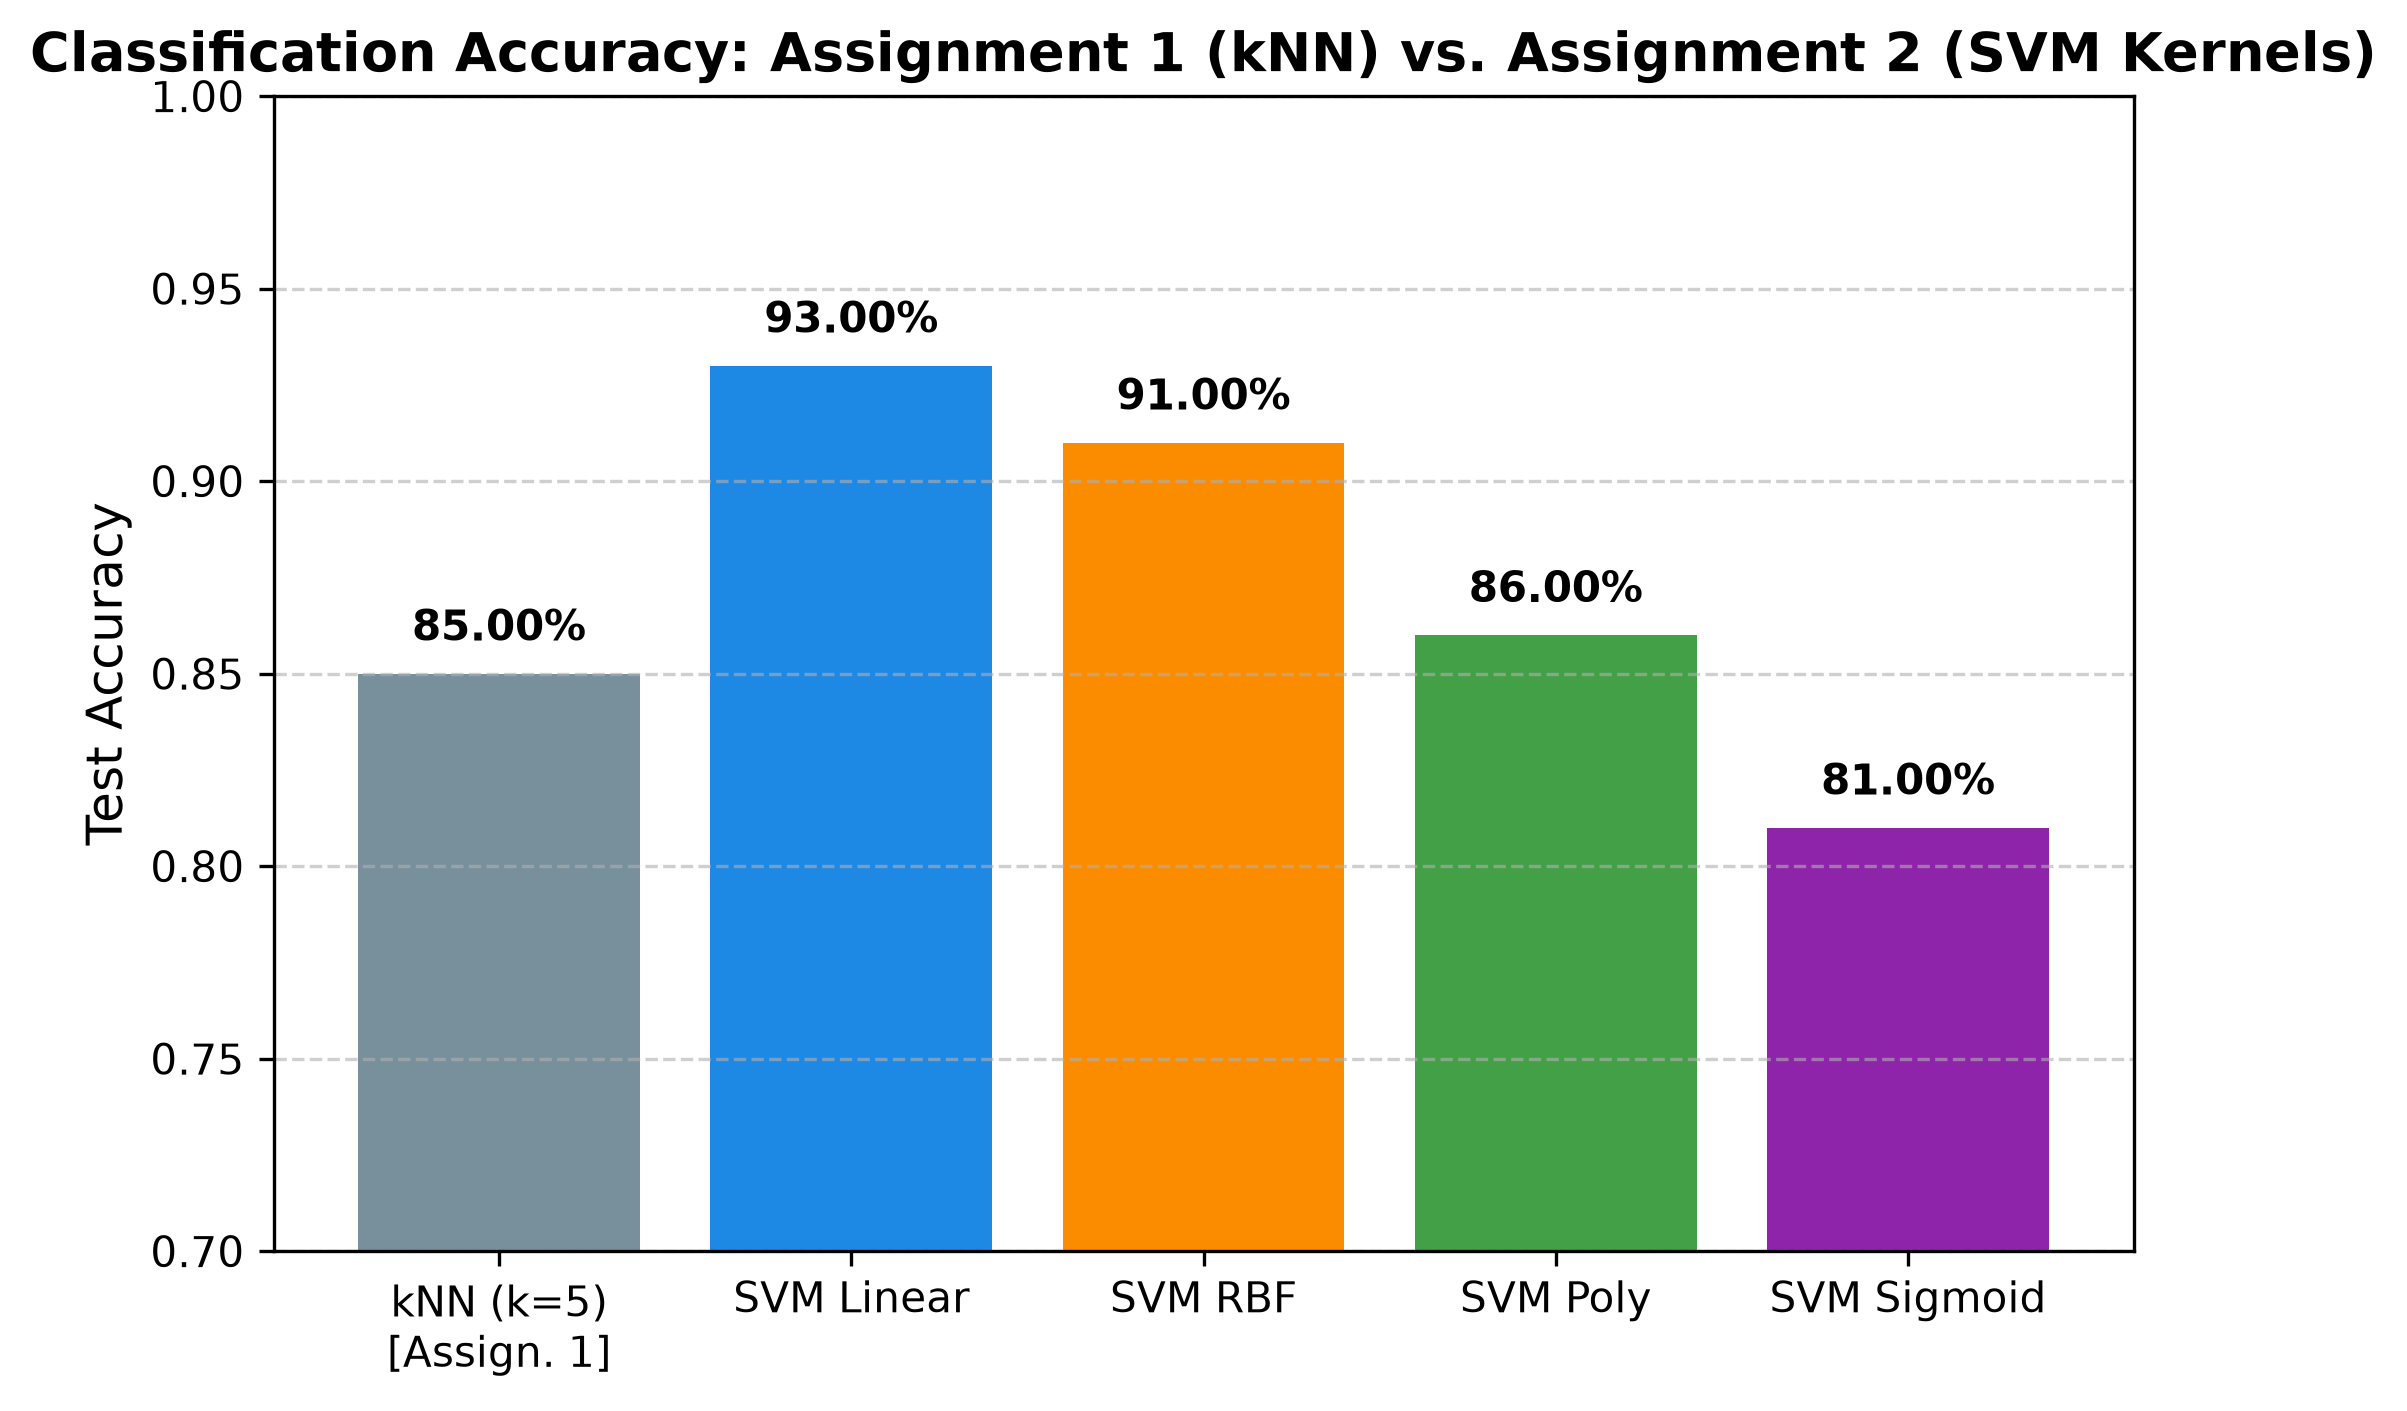 Classification Accuracy: Assignment 1 (kNN) vs. Assignment 2 (SVM Kernels)
1.00
0.95
0.90
0.85
0.80
0.75
0.70
Test Accuracy
85.00%
93.00%
91.00%
86.00%
81.00%
kNN (k=5)
[Assign. 1]
SVM Linear
SVM RBF
SVM Poly
SVM Sigmoid